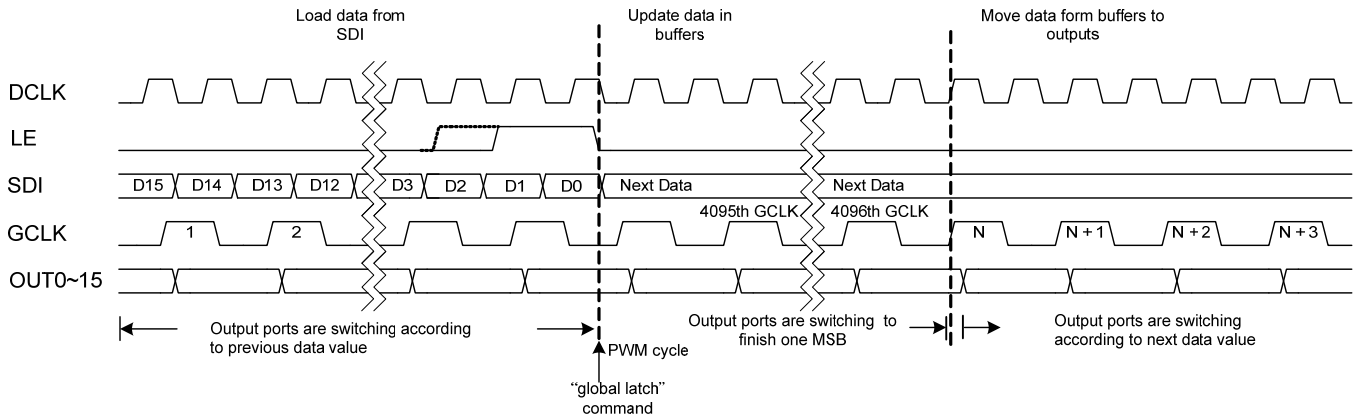 Load data from
SDI
Update data in
buffers
Move data form buffers to
outputs
DCLK
LE
SDI
D15 D14 D13 D12 D3 D2 D1 D0 Next Data Next Data
4095th GCLK 4096th GCLK
GCLK
1 2 N N + 1 N + 2 N + 3
OUT0~15
Output ports are switching according
to previous data value
Output ports are switching to
finish one MSB
Output ports are switching
according to next data value
PWM cycle
“global latch”
command